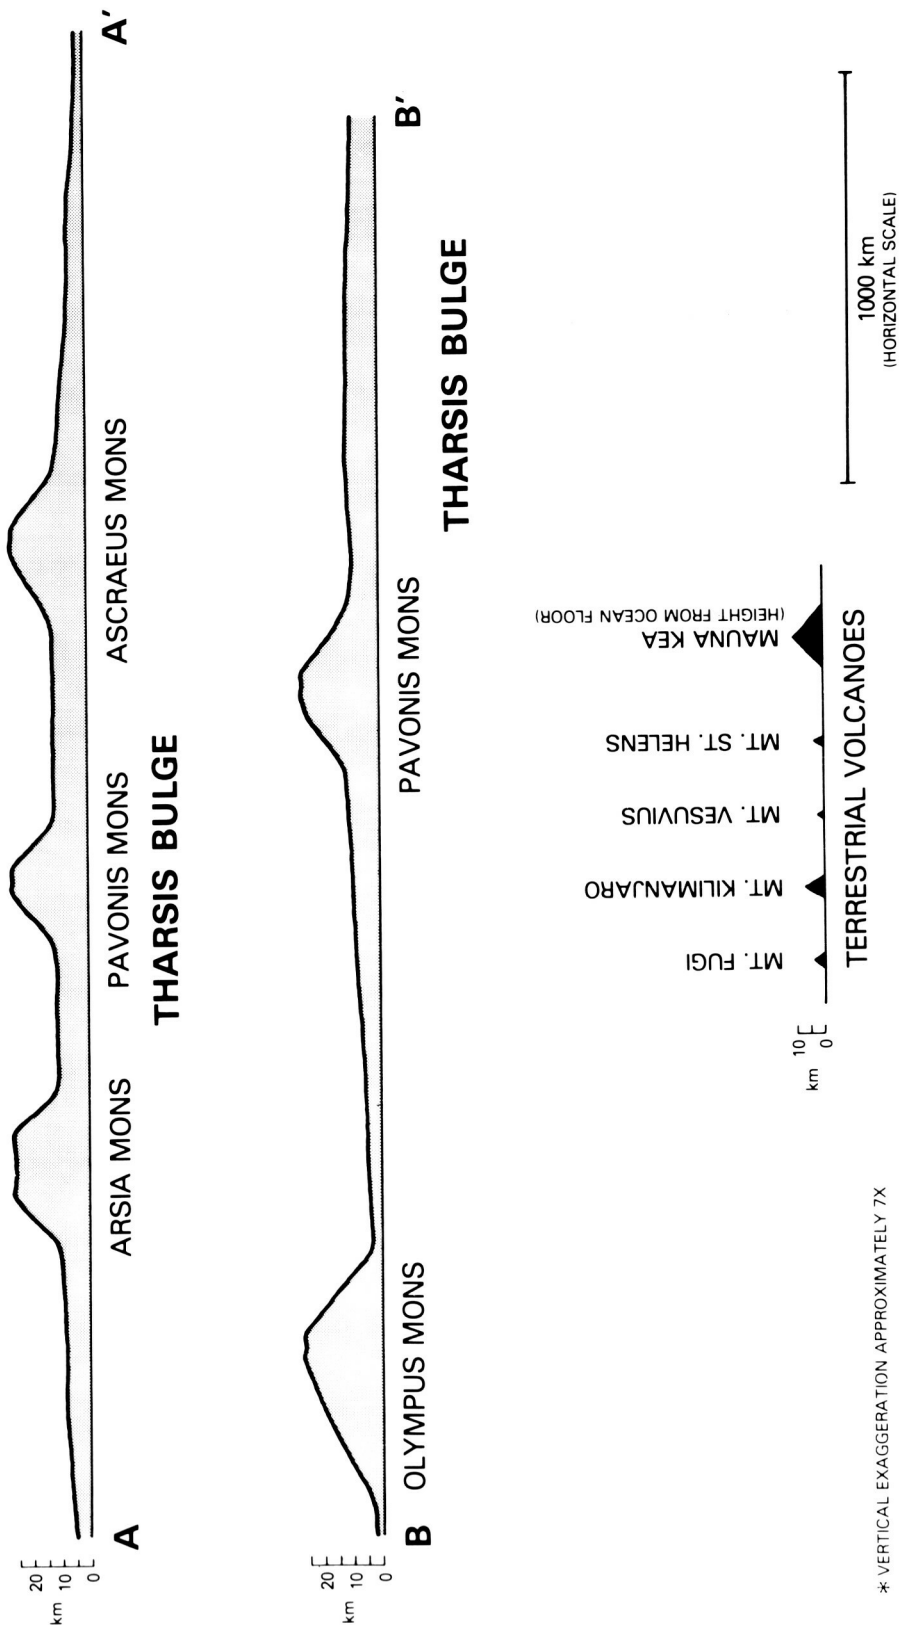 km
20
10
0
A
A′
ARSIA MONS
PAVONIS MONS
ASCRAEUS MONS
THARSIS BULGE
km
20
10
0
B
B′
OLYMPUS MONS
PAVONIS MONS
THARSIS BULGE
km
10
0
MT. FUGI
MT. KILIMANJARO
MT. VESUVIUS
MT. ST. HELENS
MAUNA KEA
(HEIGHT FROM OCEAN FLOOR)
TERRESTRIAL VOLCANOES
1000 km
(HORIZONTAL SCALE)
* VERTICAL EXAGGERATION APPROXIMATELY 7X